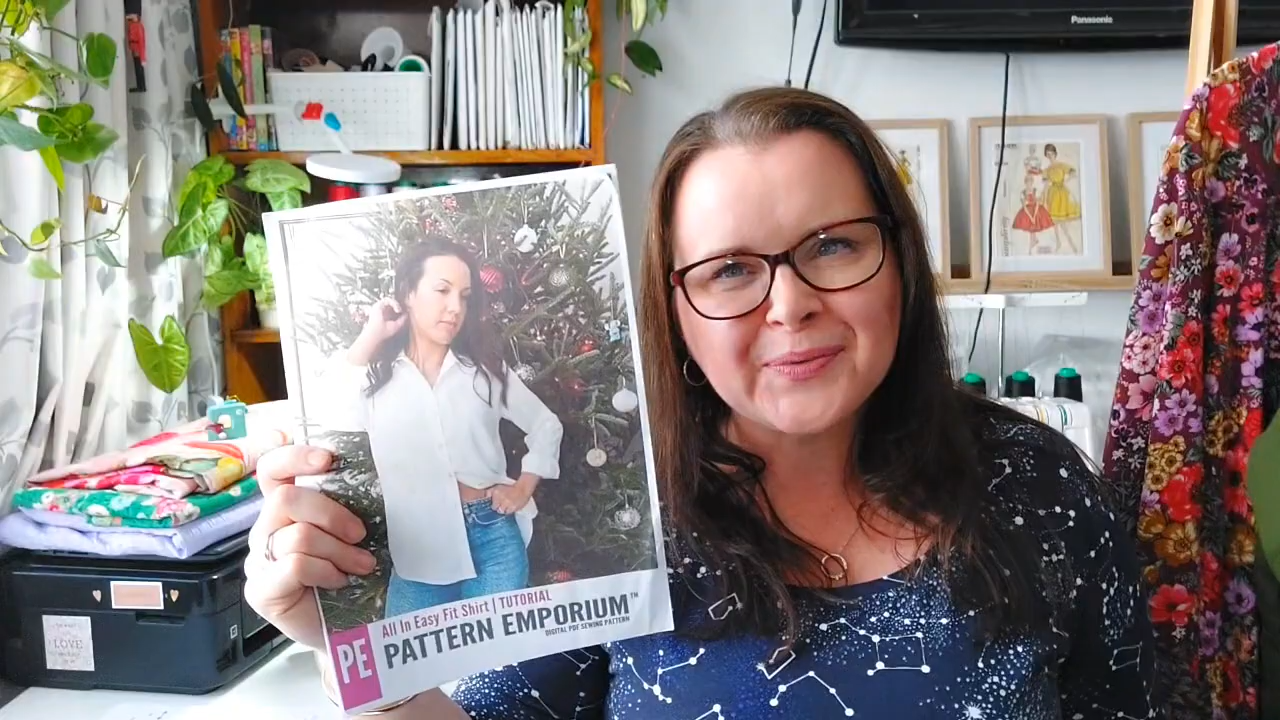 Panasonic
All In Easy Fit Shirt | TUTORIAL
PATTERN EMPORIUM™
DIGITAL PDF SEWING PATTERN
PE
LOVE